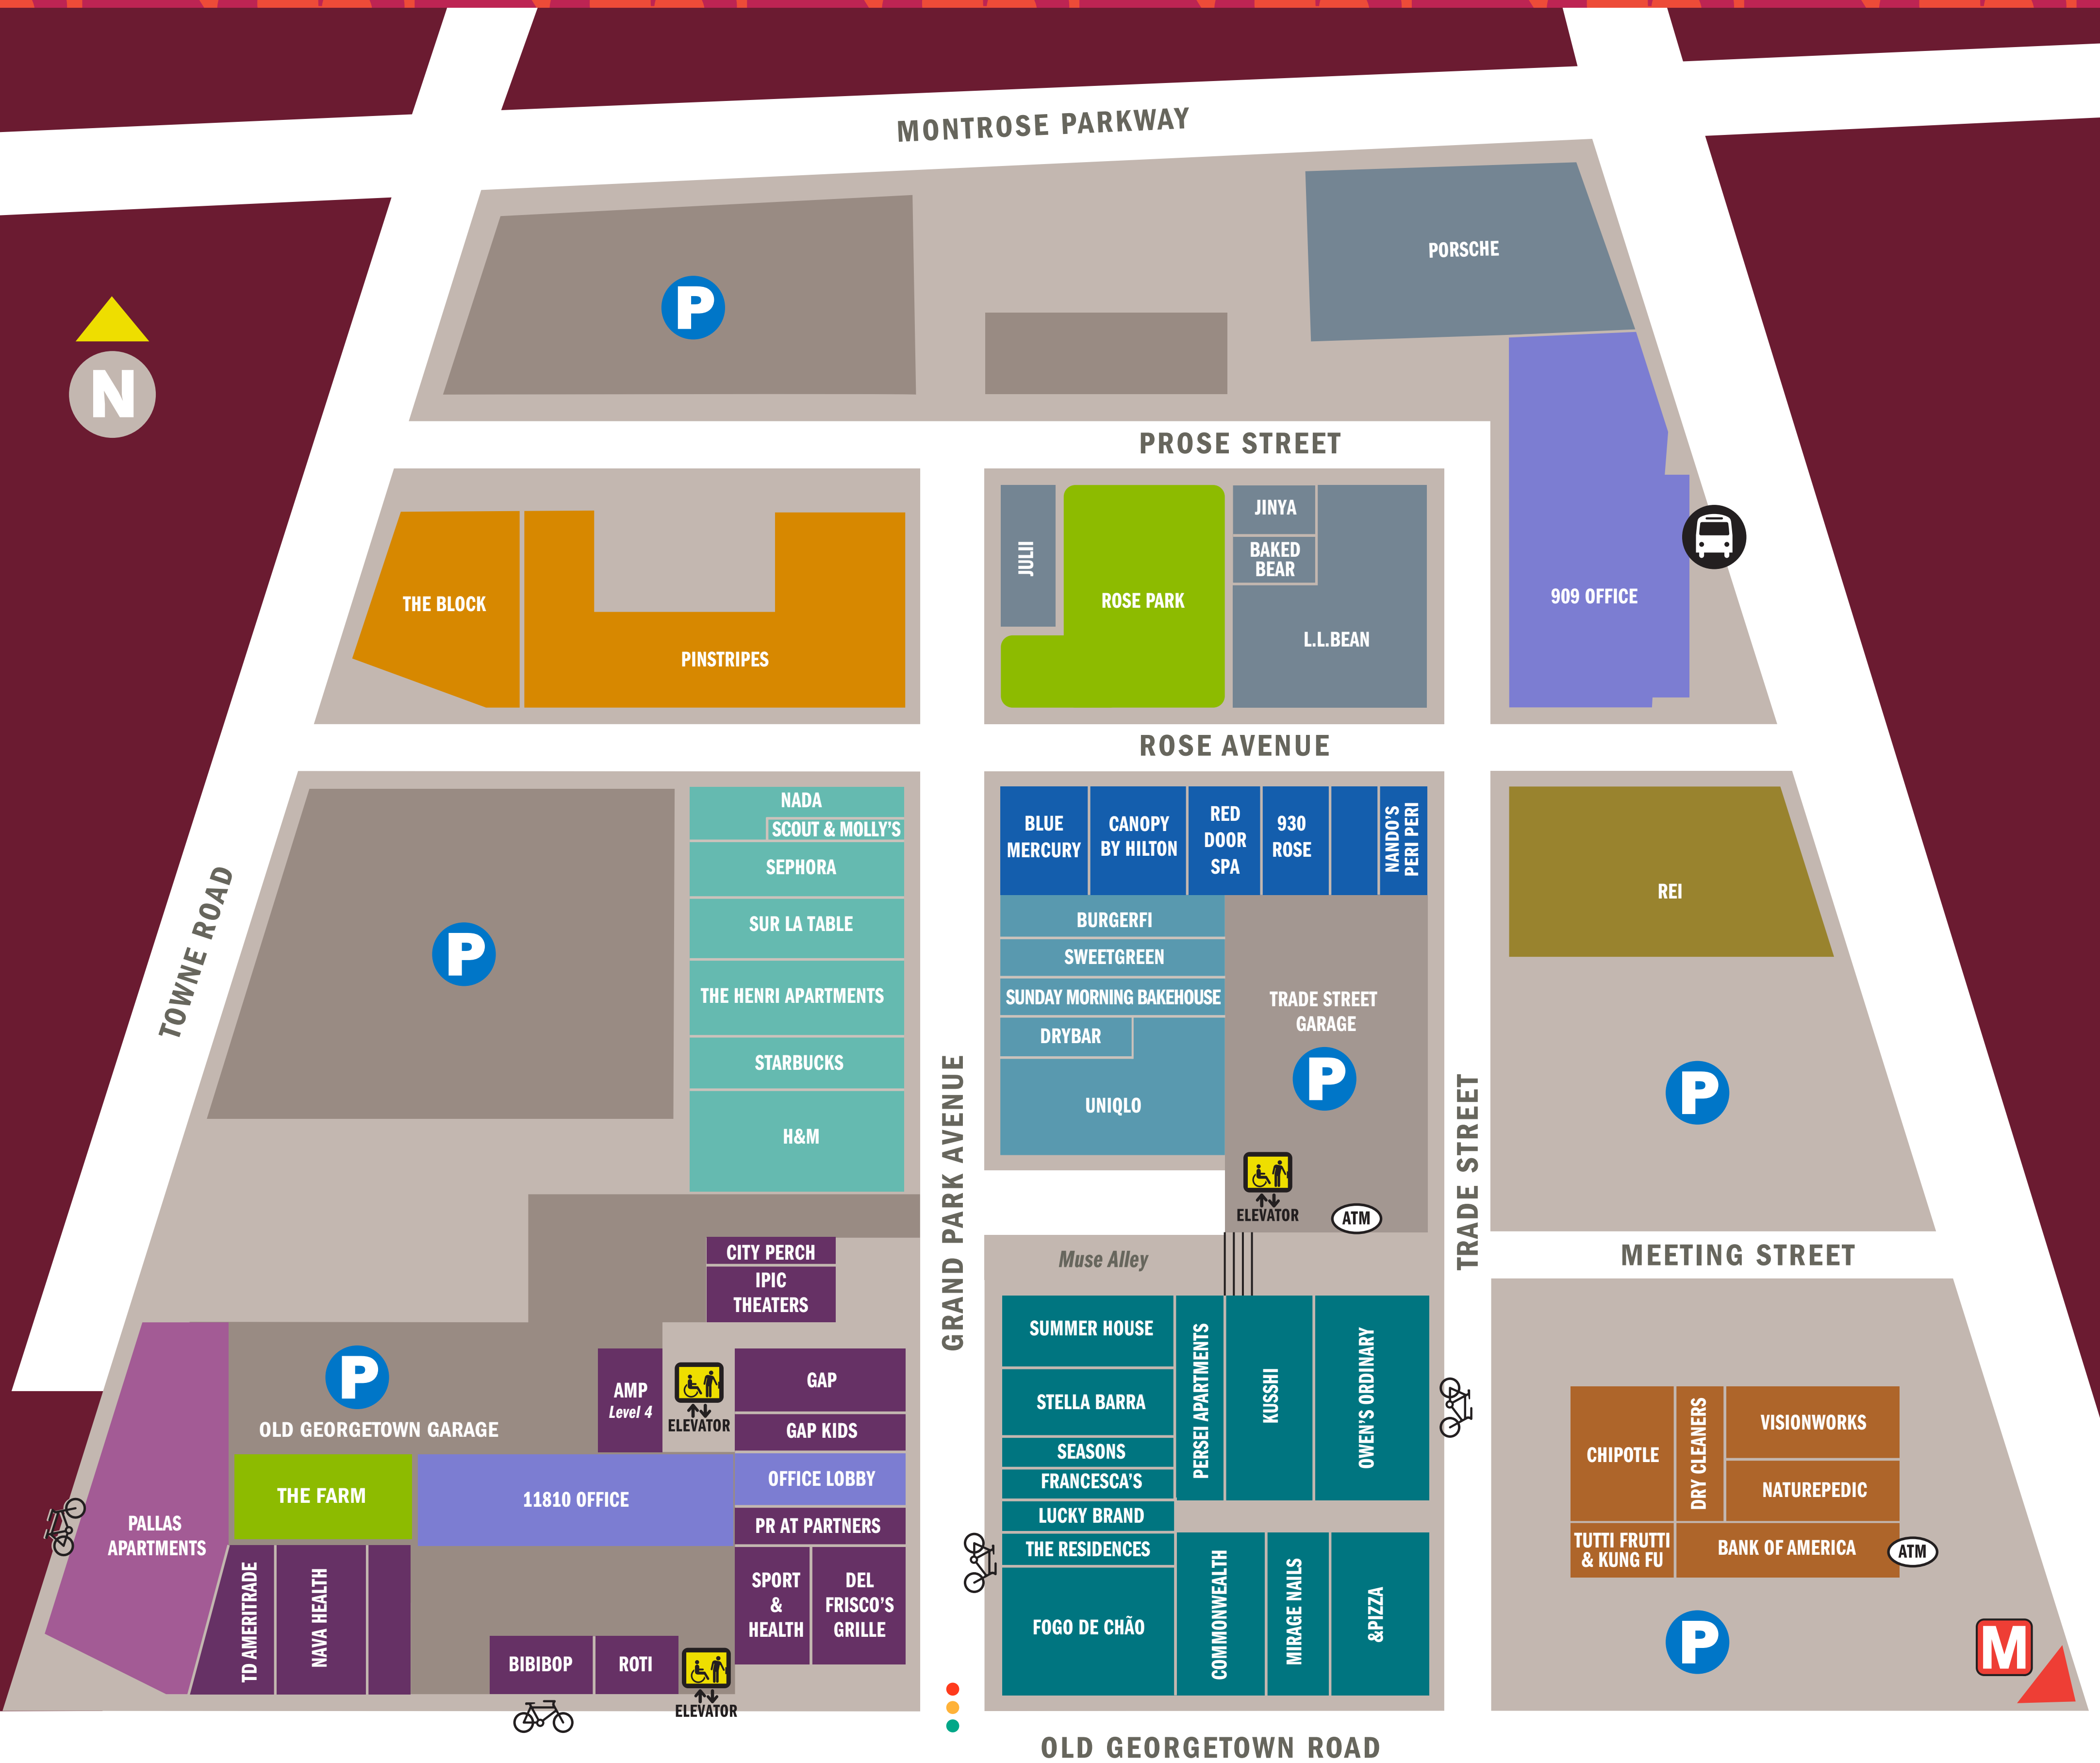 MONTROSE PARKWAY
PORSCHE
P
N
PROSE STREET
JULII
ROSE PARK
JINYA
BAKED
BEAR
L.L.BEAN
909 OFFICE
THE BLOCK
PINSTRIPES
ROSE AVENUE
TOWNE ROAD
P
NADA
SCOUT & MOLLY'S
SEPHORA
SUR LA TABLE
THE HENRI APARTMENTS
STARBUCKS
H&M
GRAND PARK AVENUE
BLUE
MERCURY
CANOPY
BY HILTON
RED
DOOR
SPA
930
ROSE
NANDO'S
PERI PERI
BURGERFI
SWEETGREEN
SUNDAY MORNING BAKEHOUSE
DRYBAR
UNIQLO
TRADE STREET
GARAGE
P
ELEVATOR
ATM
TRADE STREET
REI
P
MEETING STREET
Muse Alley
CITY PERCH
IPIC
THEATERS
P
OLD GEORGETOWN GARAGE
AMP
Level 4
ELEVATOR
GAP
GAP KIDS
OFFICE LOBBY
PR AT PARTNERS
SPORT
&
HEALTH
DEL
FRISCO'S
GRILLE
THE FARM
11810 OFFICE
PALLAS
APARTMENTS
TD AMERITRADE
NAVA HEALTH
BIBIBOP
ROTI
ELEVATOR
SUMMER HOUSE
STELLA BARRA
SEASONS
FRANCESCA'S
LUCKY BRAND
THE RESIDENCES
FOGO DE CHÃO
PERSEI APARTMENTS
KUSSHI
OWEN'S ORDINARY
COMMONWEALTH
MIRAGE NAILS
&PIZZA
CHIPOTLE
DRY CLEANERS
VISIONWORKS
NATUREPEDIC
TUTTI FRUTTI
& KUNG FU
BANK OF AMERICA
ATM
P
M
OLD GEORGETOWN ROAD